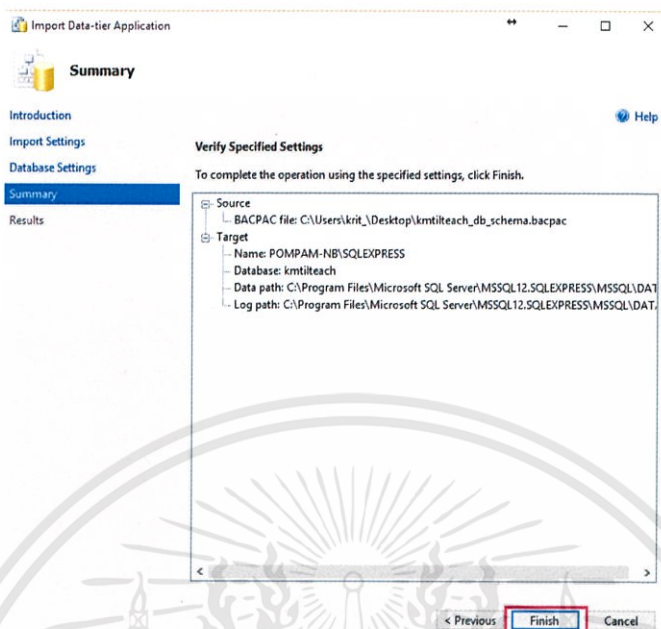 Import Data-tier Application
Summary
Introduction
Help
Import Settings
Verify Specified Settings
Database Settings
To complete the operation using the specified settings, click Finish.
Summary
Source
Results
BACPAC file: C:\Users\krit_\Desktop\kmtilteach_db_schema.bacpac
Target
Name: POMPAM-NB\SQLEXPRESS
Database: kmtilteach
Data path: C:\Program Files\Microsoft SQL Server\MSSQL12.SQLEXPRESS\MSSQL\DAT
Log path: C:\Program Files\Microsoft SQL Server\MSSQL12.SQLEXPRESS\MSSQL\DAT
< Previous
Finish
Cancel